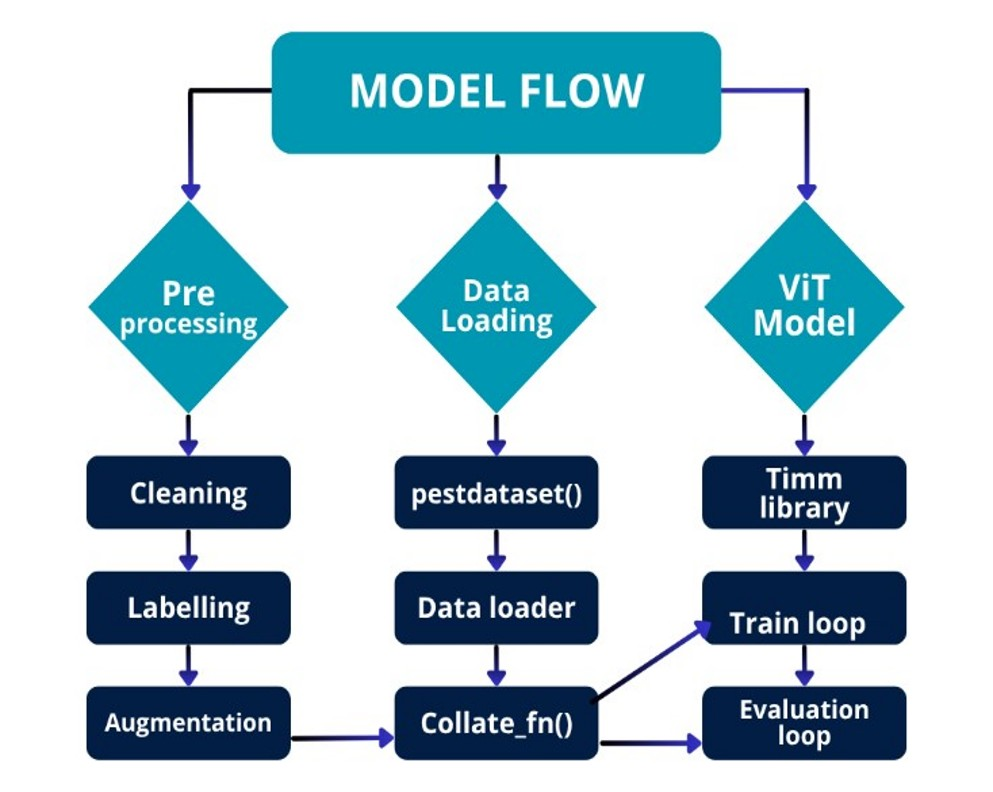 MODEL FLOW
Pre
processing
Data
Loading
ViT
Model
Cleaning
pestdataset()
Timm
library
Labelling
Data loader
Train loop
Augmentation
Collate_fn()
Evaluation
loop